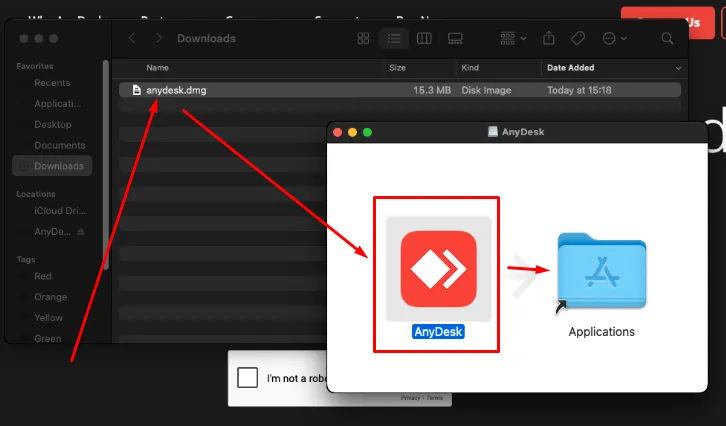 Us
Downloads
Favorites
Recents
Applicati...
Desktop
Documents
Downloads
Locations
iCloud Dri...
AnyDe...
Tags
Red
Orange
Yellow
Green
Name
Size
Kind
Date Added
anydesk.dmg
15.3 MB
Disk Image
Today at 15:18
AnyDesk
AnyDesk
Applications
I'm not a robo
Privacy - Terms